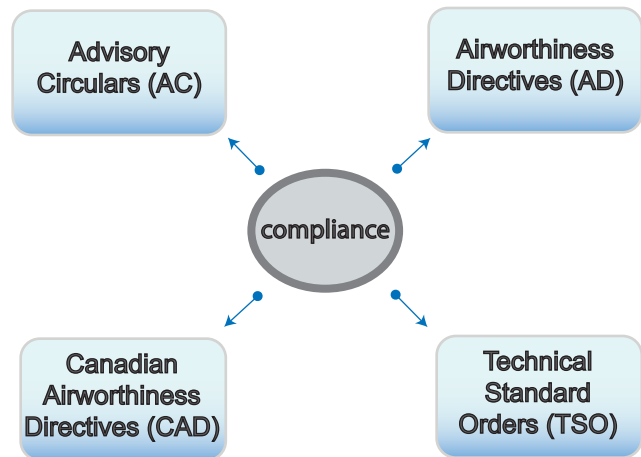 Advisory
Circulars (AC)
Airworthiness
Directives (AD)
compliance
Canadian
Airworthiness
Directives (CAD)
Technical
Standard
Orders (TSO)